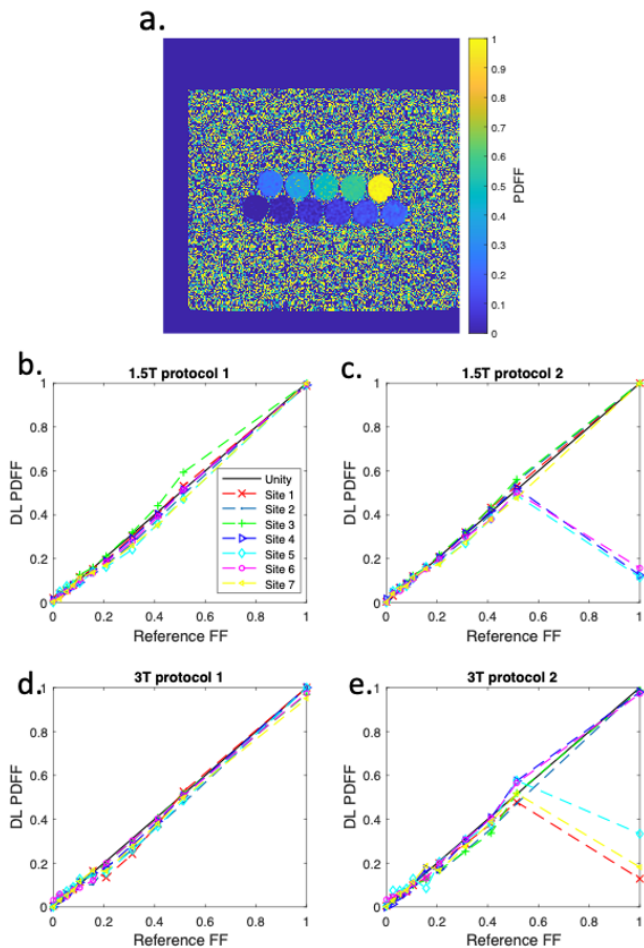 a.
1
0.9
0.8
0.7
0.6
0.5
0.4
0.3
0.2
0.1
0
PDFF
b.
1.5T protocol 1
1
0.8
0.6
0.4
0.2
0
DL PDFF
0 0.2 0.4 0.6 0.8 1
Reference FF
Unity
Site 1
Site 2
Site 3
Site 4
Site 5
Site 6
Site 7
c.
1.5T protocol 2
1
0.8
0.6
0.4
0.2
0
DL PDFF
0 0.2 0.4 0.6 0.8 1
Reference FF
d.
3T protocol 1
1
0.8
0.6
0.4
0.2
0
DL PDFF
0 0.2 0.4 0.6 0.8 1
Reference FF
e.
3T protocol 2
1
0.8
0.6
0.4
0.2
0
DL PDFF
0 0.2 0.4 0.6 0.8 1
Reference FF